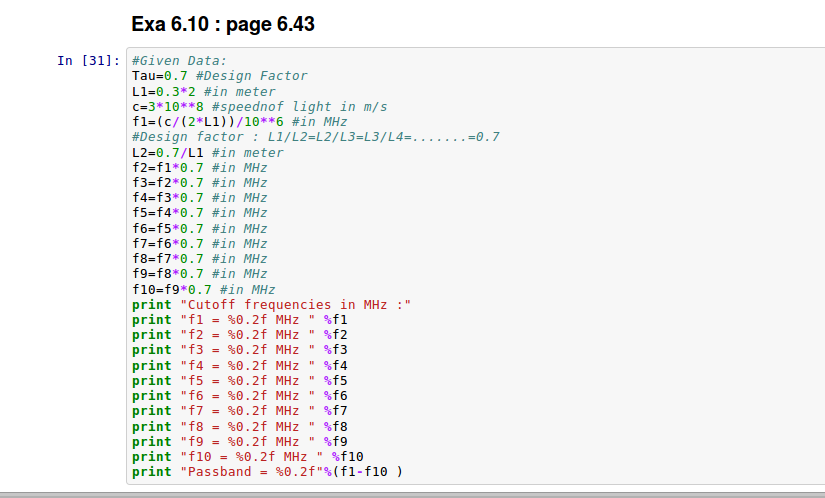 Exa 6.10 : page 6.43
In [31]: #Given Data:
Tau=0.7 #Design Factor
L1=0.3*2 #in meter
c=3*10**8 #speednof light in m/s
f1=(c/(2*L1))/10**6 #in MHz
#Design factor : L1/L2=L2/L3=L3/L4=.......=0.7
L2=0.7/L1 #in meter
f2=f1*0.7 #in MHz
f3=f2*0.7 #in MHz
f4=f3*0.7 #in MHz
f5=f4*0.7 #in MHz
f6=f5*0.7 #in MHz
f7=f6*0.7 #in MHz
f8=f7*0.7 #in MHz
f9=f8*0.7 #in MHz
f10=f9*0.7 #in MHz
print "Cutoff frequencies in MHz :"
print "f1 = %0.2f MHz " %f1
print "f2 = %0.2f MHz " %f2
print "f3 = %0.2f MHz " %f3
print "f4 = %0.2f MHz " %f4
print "f5 = %0.2f MHz " %f5
print "f6 = %0.2f MHz " %f6
print "f7 = %0.2f MHz " %f7
print "f8 = %0.2f MHz " %f8
print "f9 = %0.2f MHz " %f9
print "f10 = %0.2f MHz " %f10
print "Passband = %0.2f"%(f1-f10 )